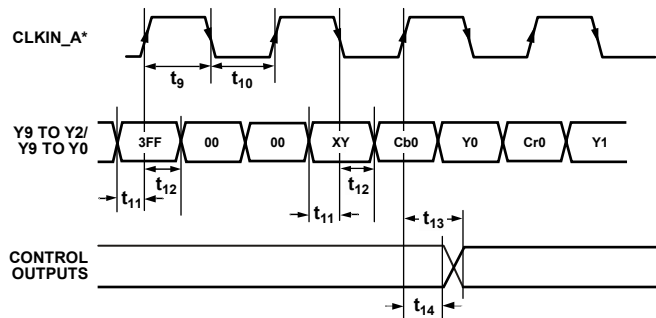 CLKIN_A*
t9
t10
Y9 TO Y2/
Y9 TO Y0
3FF
00
00
XY
Cb0
Y0
Cr0
Y1
t11
t12
t11
t12
t13
CONTROL
OUTPUTS
t14